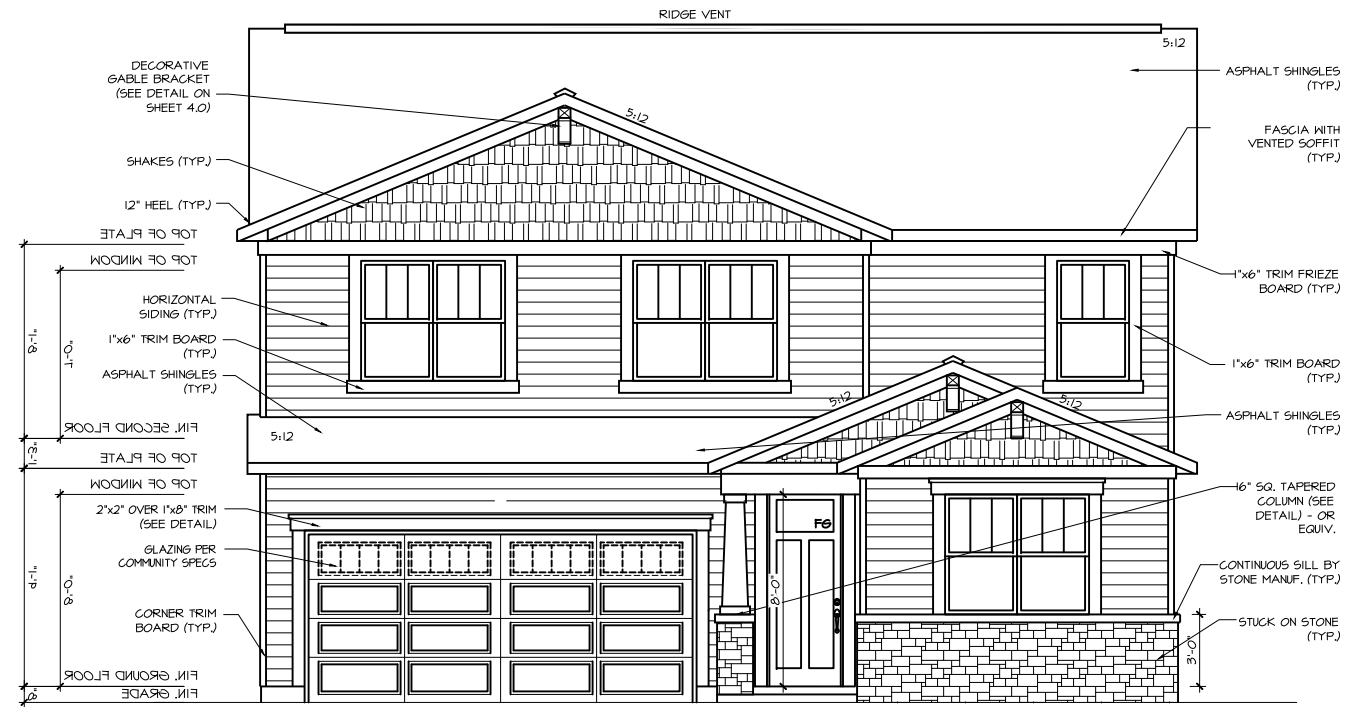 RIDGE VENT
5:12
DECORATIVE
GABLE BRACKET
(SEE DETAIL ON
SHEET 4.0)
5:12
ASPHALT SHINGLES
(TYP.)
FASCIA WITH
VENTED SOFFIT
(TYP.)
SHAKES (TYP.)
12" HEEL (TYP.)
TOP OF PLATE
TOP OF WINDOW
1"x6" TRIM FRIEZE
BOARD (TYP.)
HORIZONTAL
SIDING (TYP.)
8'-1"
7'-0"
1"x6" TRIM BOARD
(TYP.)
1"x6" TRIM BOARD
(TYP.)
ASPHALT SHINGLES
(TYP.)
5:12
5:12
ASPHALT SHINGLES
(TYP.)
FIN. SECOND FLOOR
5:12
TOP OF PLATE
TOP OF WINDOW
16" SQ. TAPERED
COLUMN (SEE
DETAIL) - OR
EQUIV.
2"x2" OVER 1"x8" TRIM
(SEE DETAIL)
FG
GLAZING PER
COMMUNITY SPECS
9'-1"
8'-0"
8'-0"
CONTINUOUS SILL BY
STONE MANUF. (TYP.)
CORNER TRIM
BOARD (TYP.)
STUCK ON STONE
(TYP.)
3'-0"
FIN. GROUND FLOOR
FIN. GRADE
8"